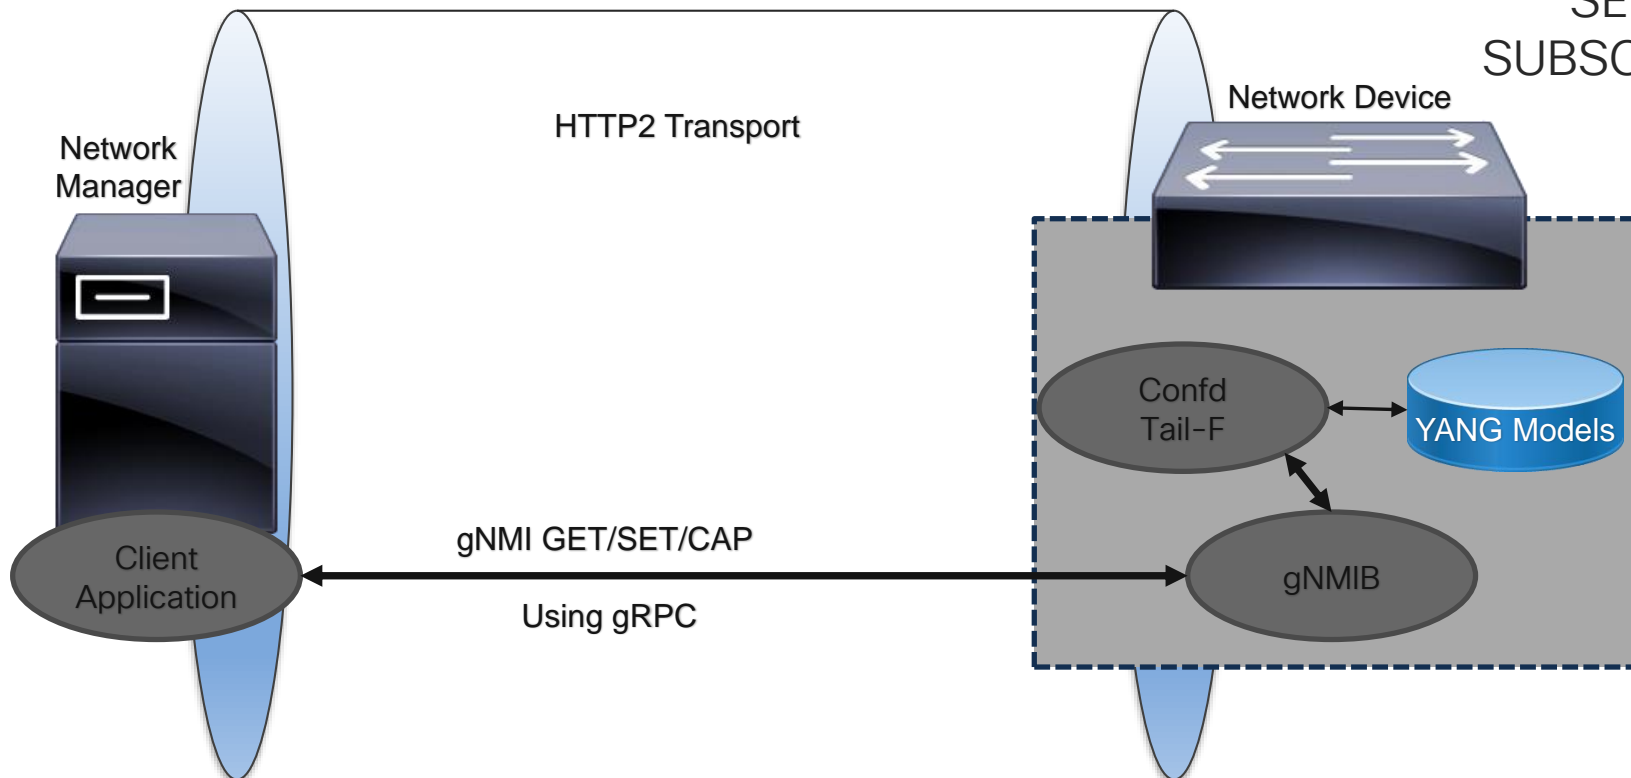 SE
SUBSC
Network Device
HTTP2 Transport
Network
Manager
Confd
Tail-F
YANG Models
gNMI GET/SET/CAP
Client
Application
gNMIB
Using gRPC